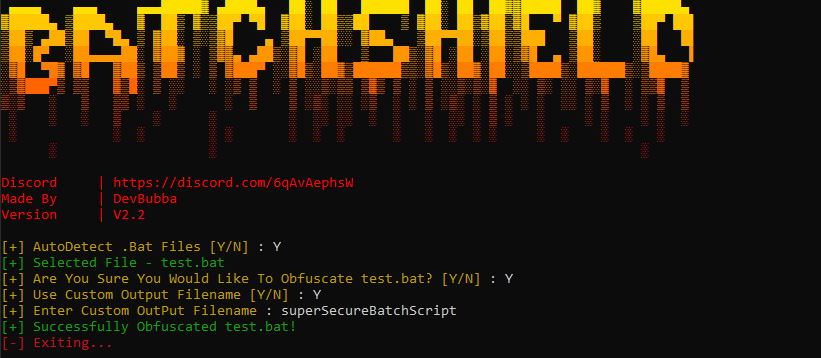 BATCHSHIELD
Discord     | https://discord.com/6qAvAephsW
Made By     | DevBubba
Version     | V2.2
[+] AutoDetect .Bat Files [Y/N] : Y
[+] Selected File - test.bat
[+] Are You Sure You Would Like To Obfuscate test.bat? [Y/N] : Y
[+] Use Custom Output Filename [Y/N] : Y
[+] Enter Custom OutPut Filename : superSecureBatchScript
[+] Successfully Obfuscated test.bat!
[-] Exiting...